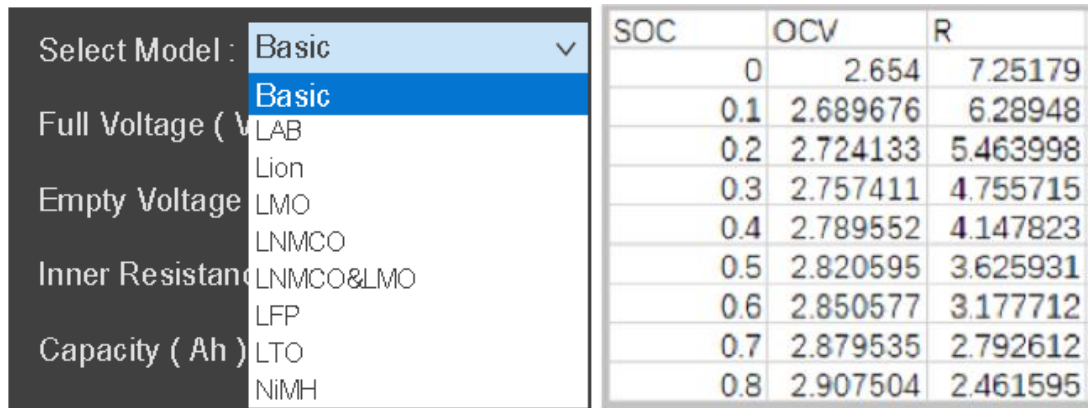 Select Model : Basic
Basic
Full Voltage ( V
LAB
Lion
Empty Voltage
LMO
LNMCO
Inner Resistan
LNMCO&LMO
LFP
Capacity ( Ah )
LTO
NiMH
SOC OCV R
0 2.654 7.25179
0.1 2.689676 6.28948
0.2 2.724133 5.463998
0.3 2.757411 4.755715
0.4 2.789552 4.147823
0.5 2.820595 3.625931
0.6 2.850577 3.177712
0.7 2.879535 2.792612
0.8 2.907504 2.461595